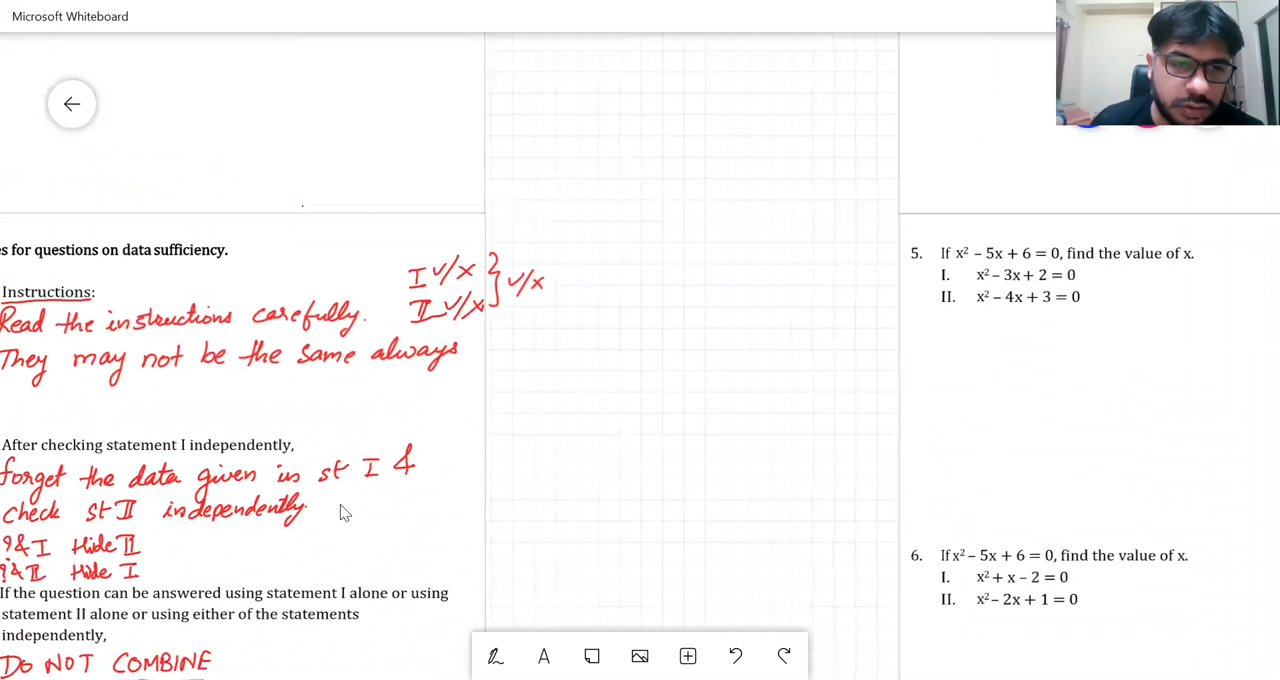 Microsoft Whiteboard
es for questions on data sufficiency.
Instructions:
Read the instructions carefully.
They may not be the same always
I ✓/x } ✓/x
II ✓/x
After checking statement I independently,
forget the data given in st I &
check st II independently.
? & I Hide II
? & II Hide I
If the question can be answered using statement I alone or using
statement II alone or using either of the statements
independently,
DO NOT COMBINE
5. If x² – 5x + 6 = 0, find the value of x.
I. x² – 3x + 2 = 0
II. x² – 4x + 3 = 0
6. If x² – 5x + 6 = 0, find the value of x.
I. x² + x – 2 = 0
II. x² – 2x + 1 = 0